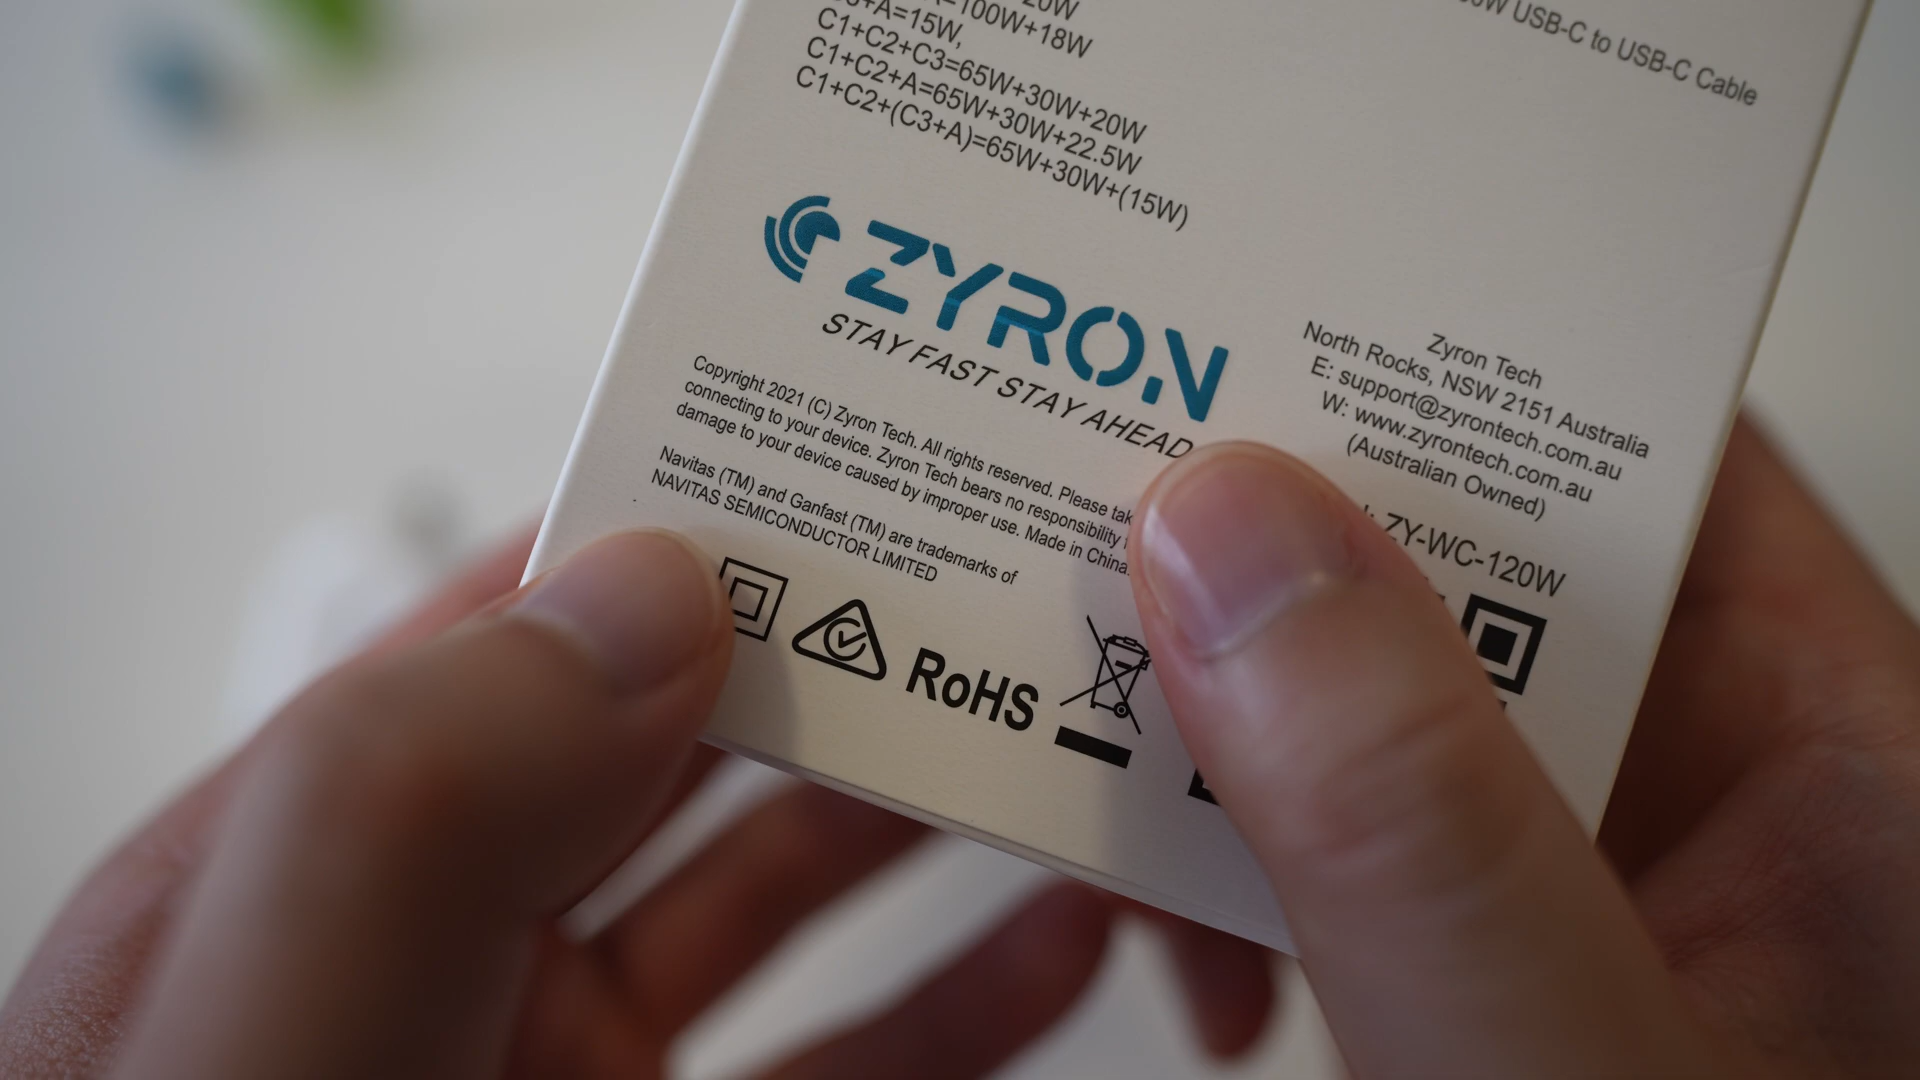 20W
=100W+18W
+A=15W,
C1+C2+C3=65W+30W+20W
C1+C2+A=65W+30W+22.5W
C1+C2+(C3+A)=65W+30W+(15W)
W USB-C to USB-C Cable
ZYRON
STAY FAST STAY AHEAD
Copyright 2021 (C) Zyron Tech. All rights reserved. Please
connecting to your device. Zyron Tech bears no responsibility
damage to your device caused by improper use. Made in China.
Navitas (TM) and Ganfast (TM) are trademarks of
NAVITAS SEMICONDUCTOR LIMITED
RoHS
Zyron Tech
North Rocks, NSW 2151 Australia
E: support@zyrontech.com.au
W: www.zyrontech.com.au
(Australian Owned)
ZY-WC-120W